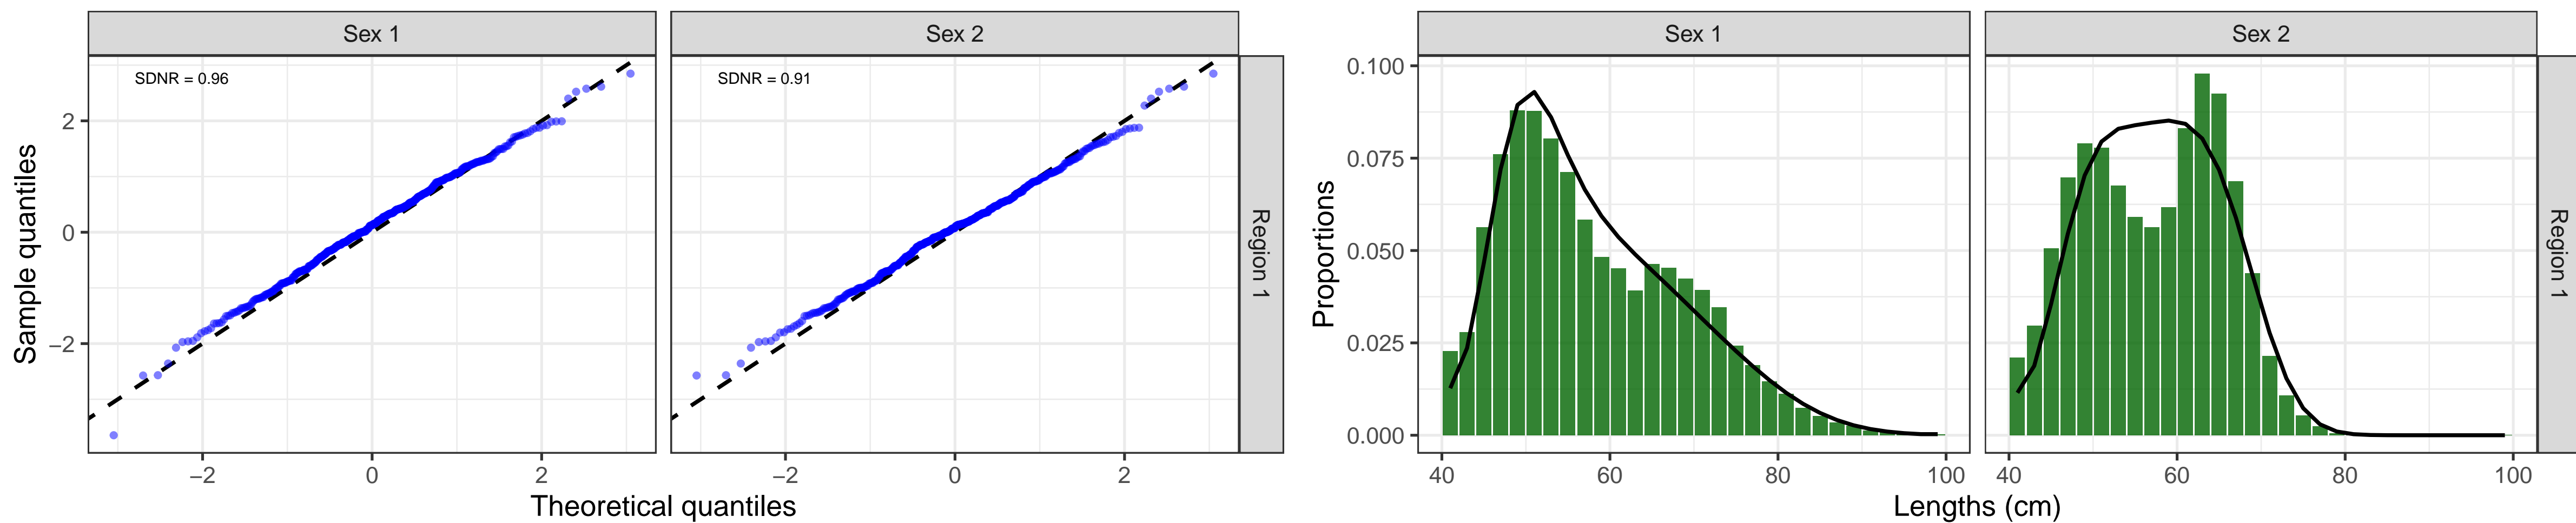 Sex 1
Sex 2
SDNR = 0.96
SDNR = 0.91
Region 1
2
0
−2
Sample quantiles
−2
0
2
−2
0
2
Theoretical quantiles
Sex 1
Sex 2
Region 1
0.100
0.075
0.050
0.025
0.000
Proportions
40
60
80
100
40
60
80
100
Lengths (cm)